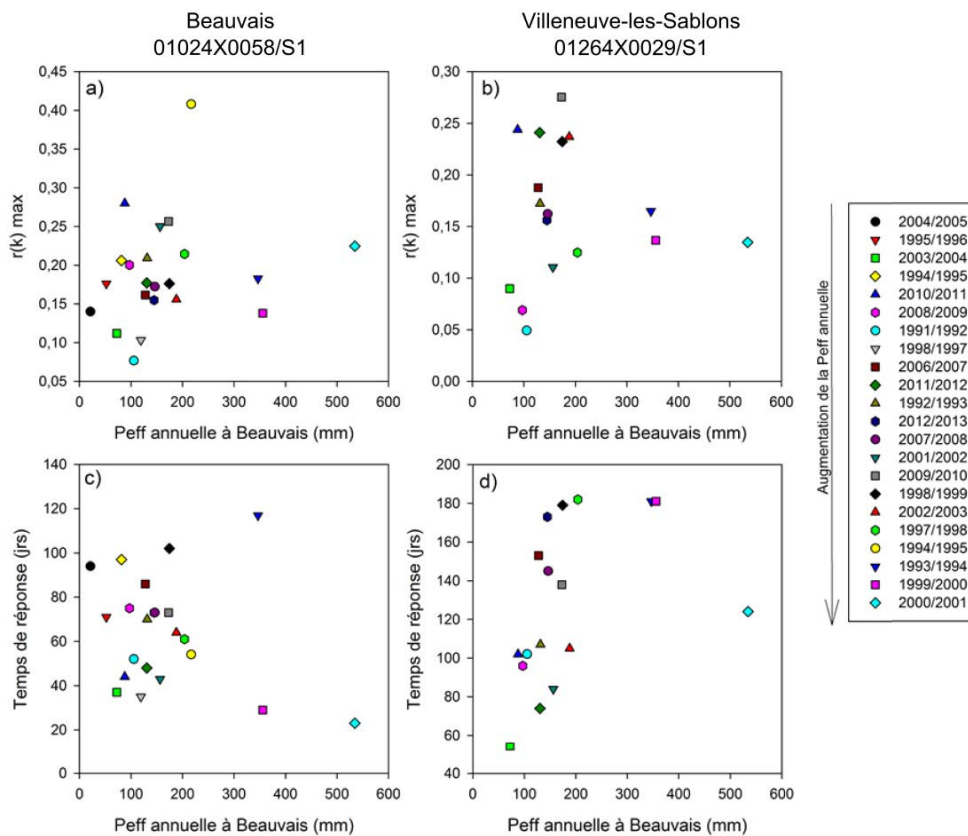 Beauvais
01024X0058/S1
Villeneuve-les-Sablons
01264X0029/S1
a)
r(k) max
0,45
0,40
0,35
0,30
0,25
0,20
0,15
0,10
0,05
0 100 200 300 400 500 600
Peff annuelle à Beauvais (mm)
b)
r(k) max
0,30
0,25
0,20
0,15
0,10
0,05
0,00
0 100 200 300 400 500 600
Peff annuelle à Beauvais (mm)
c)
Temps de réponse (jrs)
140
120
100
80
60
40
20
0
0 100 200 300 400 500 600
Peff annuelle à Beauvais (mm)
d)
Temps de réponse (jrs)
200
180
160
140
120
100
80
60
40
0 100 200 300 400 500 600
Peff annuelle à Beauvais (mm)
Augmentation de la Peff annuelle
2004/2005
1995/1996
2003/2004
1994/1995
2010/2011
2008/2009
1991/1992
1998/1997
2006/2007
2011/2012
1992/1993
2012/2013
2007/2008
2001/2002
2009/2010
1998/1999
2002/2003
1997/1998
1994/1995
1993/1994
1999/2000
2000/2001